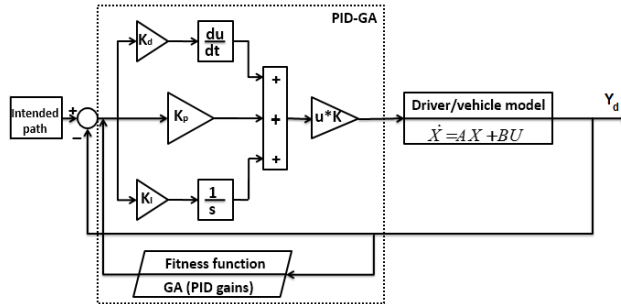 PID-GA
K_d
du
dt
+
Intended
path
+
−
K_p
+
u*K
Driver/vehicle model
Ẋ =AX+BU
Y_d
K_I
1
s
+
Fitness function
GA (PID gains)